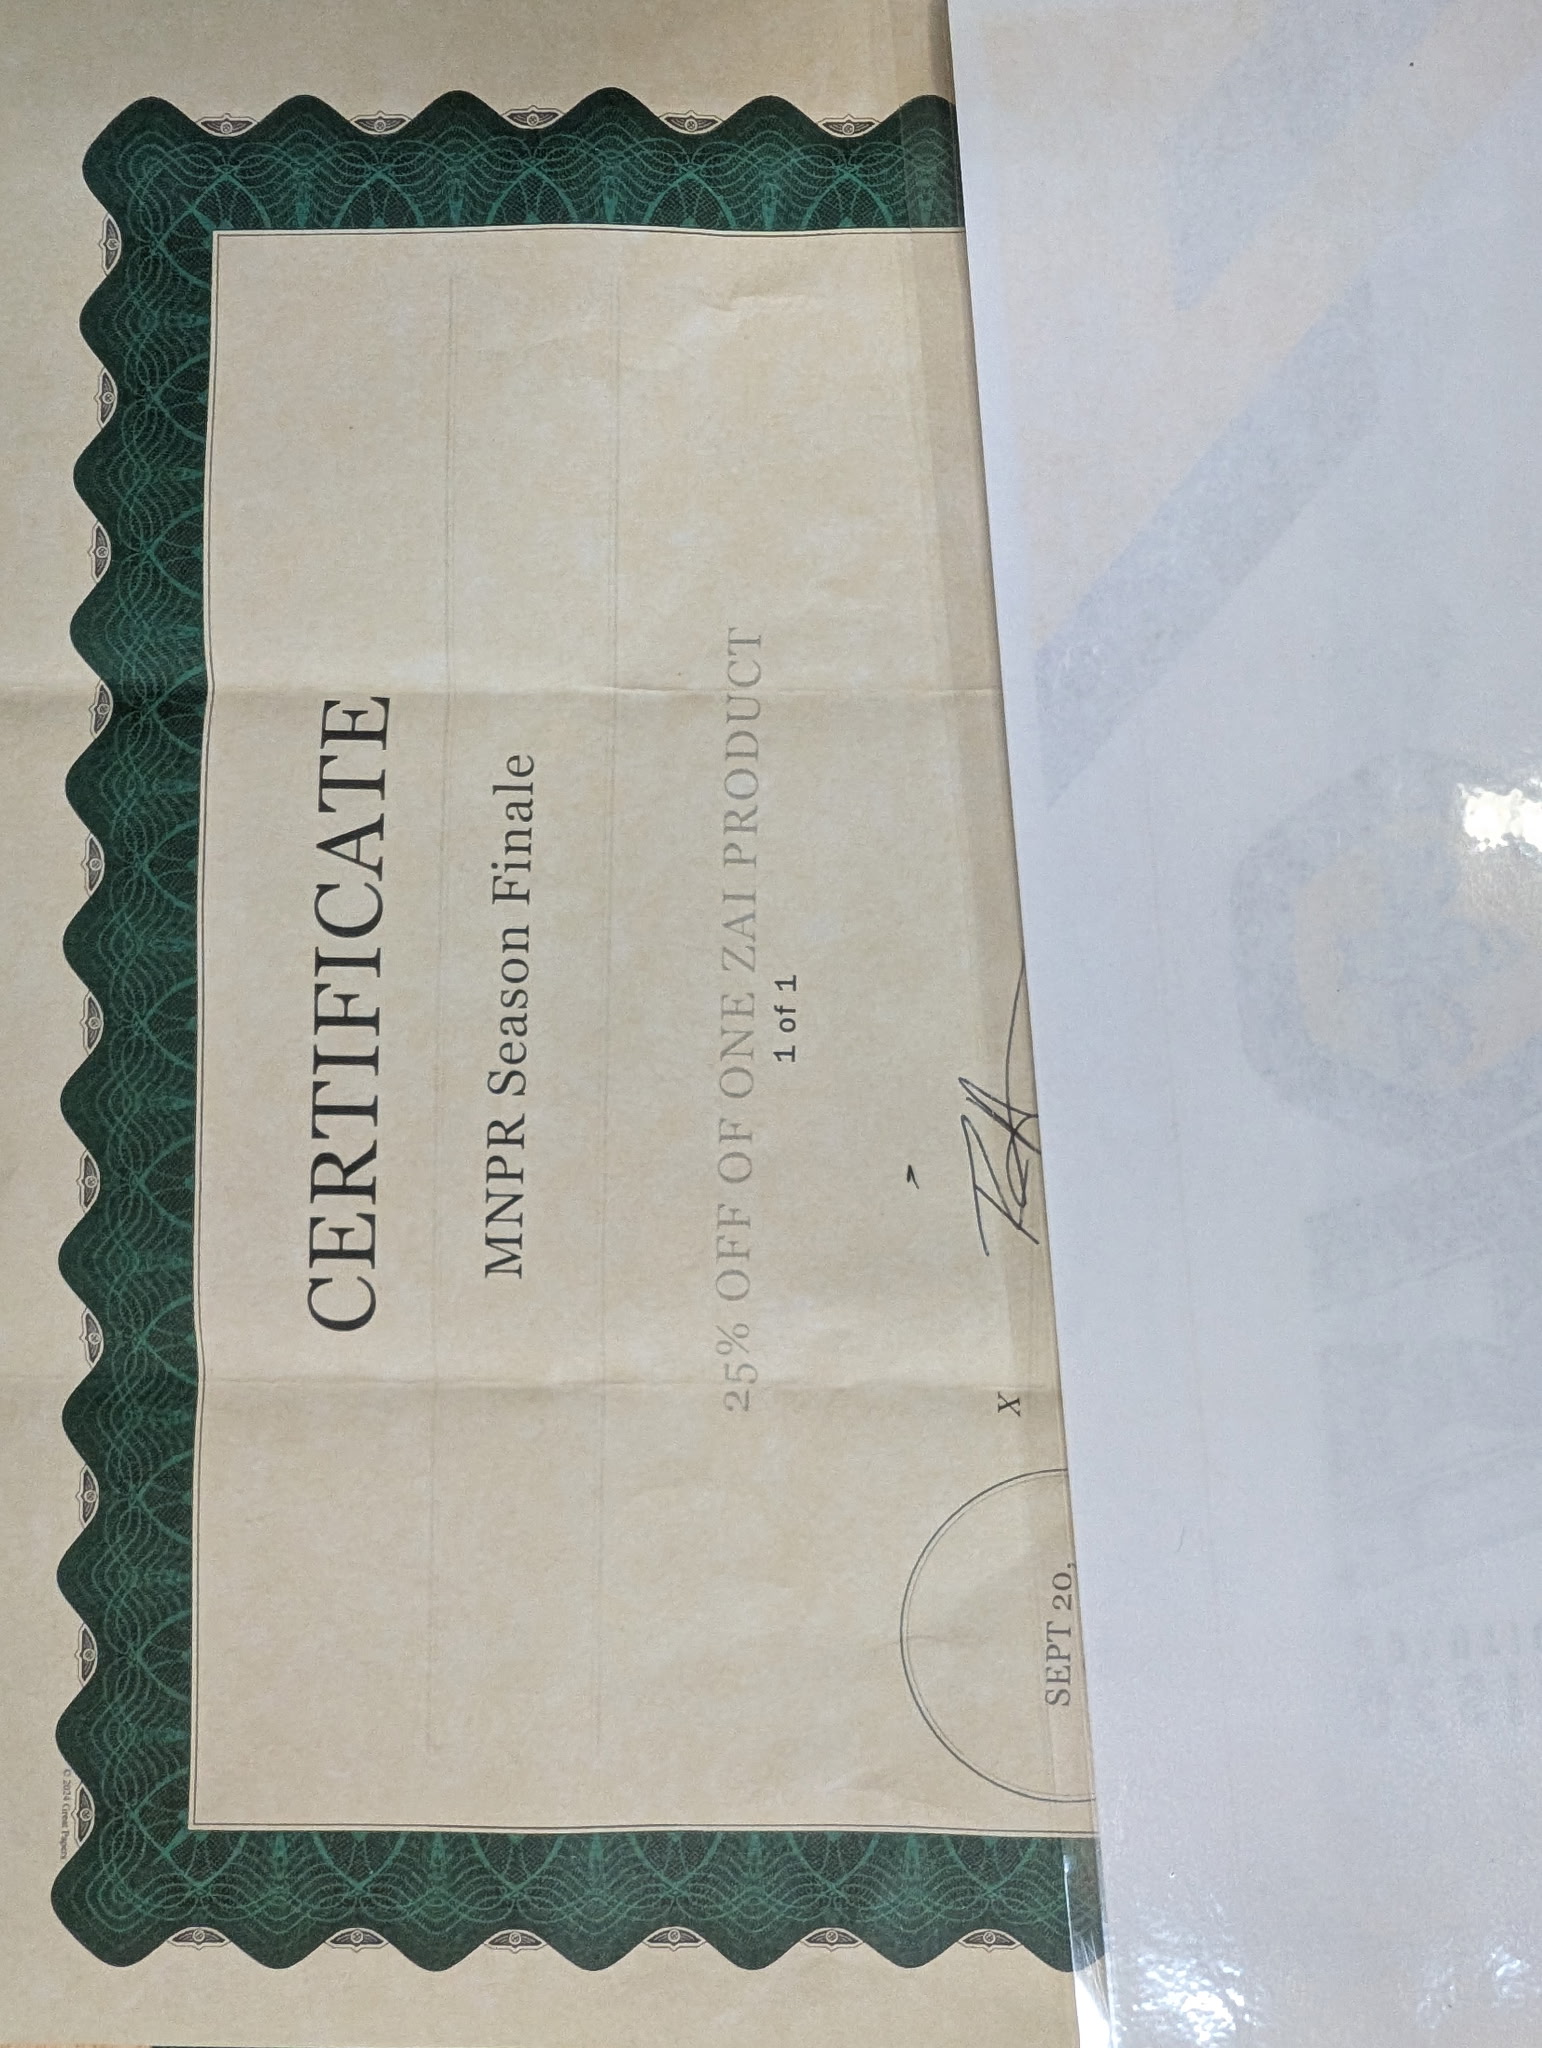 CERTIFICATE
MNPR Season Finale
25% OFF OF ONE ZAI PRODUCT
1 of 1
X
SEPT 20,
© 2024 Great Papers